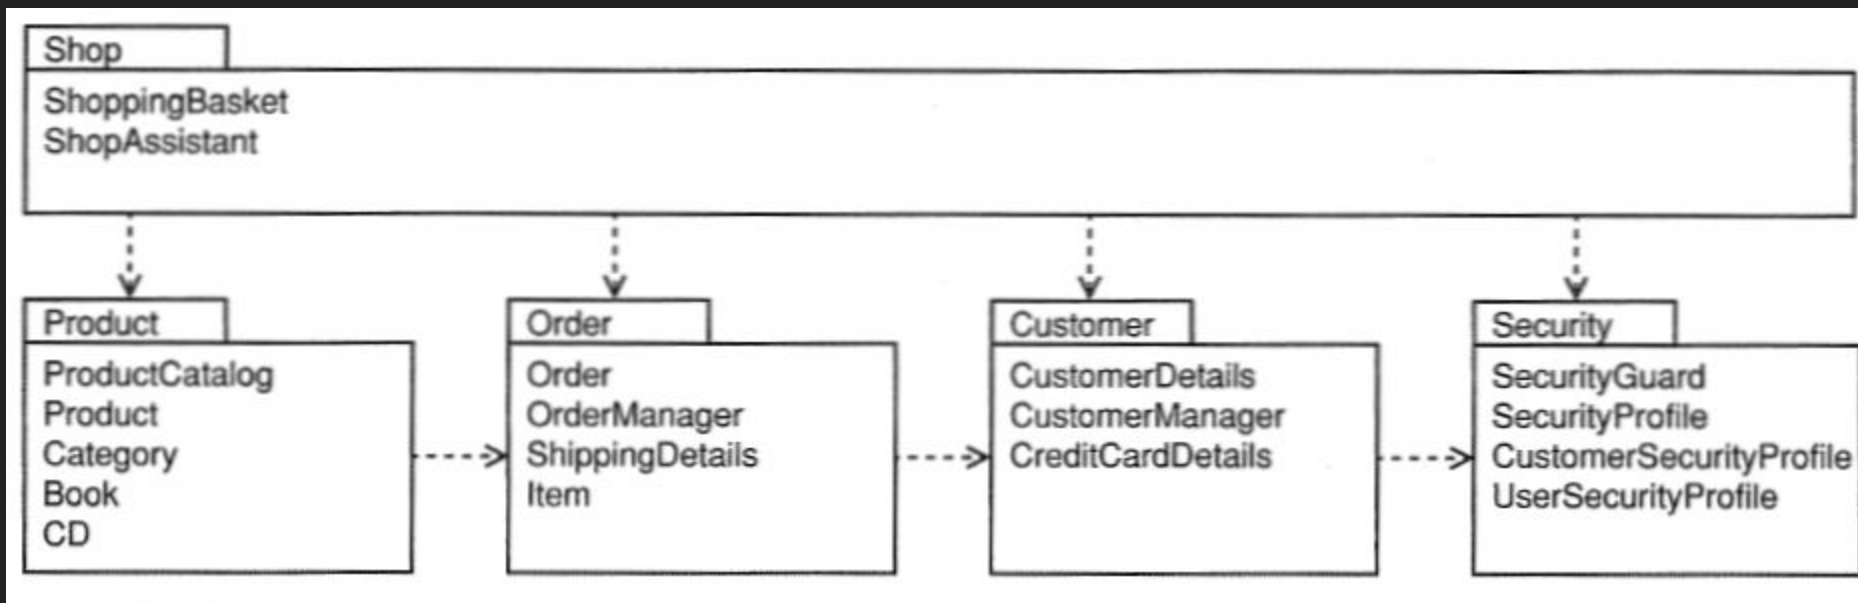 Shop
ShoppingBasket
ShopAssistant
Product
ProductCatalog
Product
Category
Book
CD
Order
Order
OrderManager
ShippingDetails
Item
Customer
CustomerDetails
CustomerManager
CreditCardDetails
Security
SecurityGuard
SecurityProfile
CustomerSecurityProfile
UserSecurityProfile